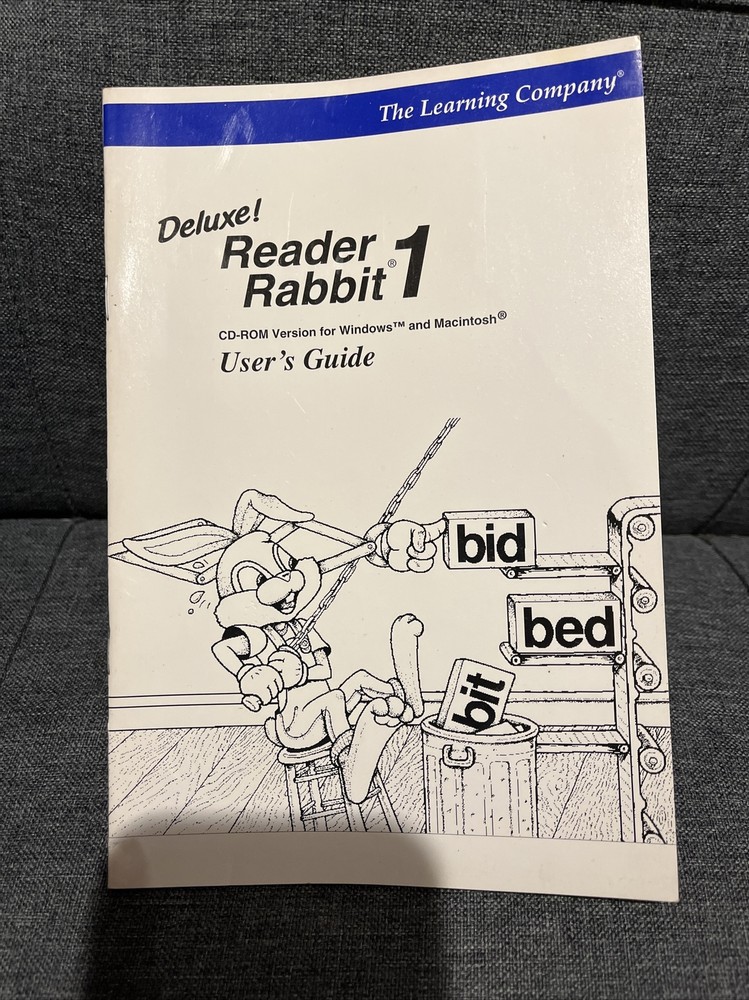 The Learning Company®
Deluxe!
Reader
Rabbit® 1
CD-ROM Version for Windows™ and Macintosh®
User's Guide
bid
bed
bit